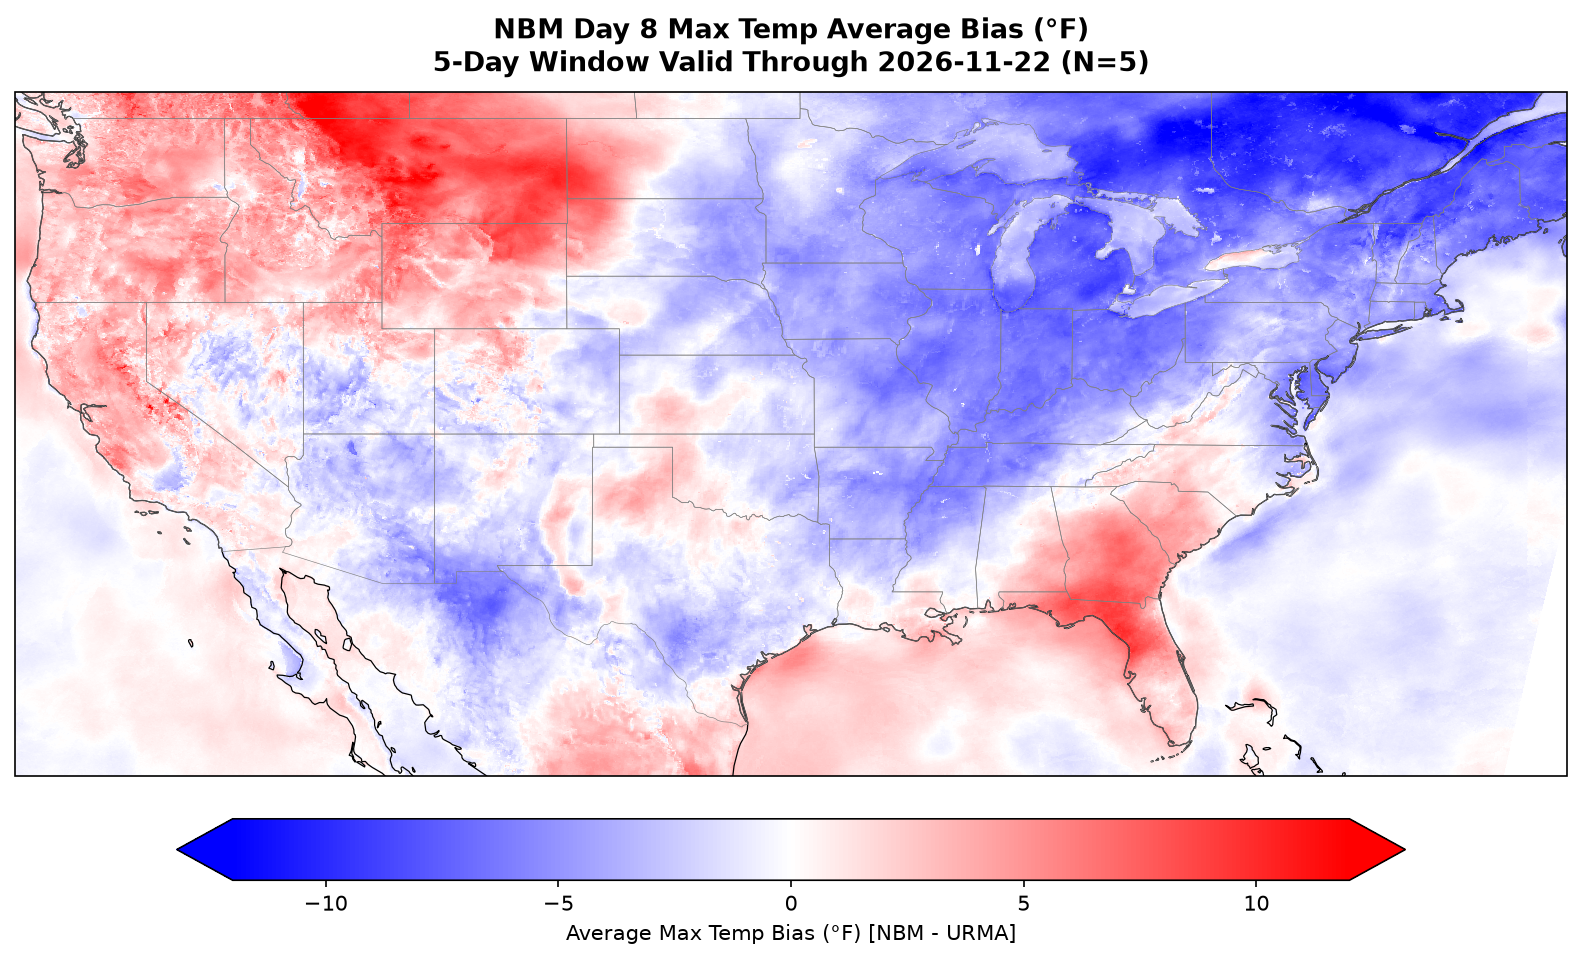 NBM Day 8 Max Temp Average Bias (°F)
5-Day Window Valid Through 2026-11-22 (N=5)
−10 −5 0 5 10
Average Max Temp Bias (°F) [NBM - URMA]